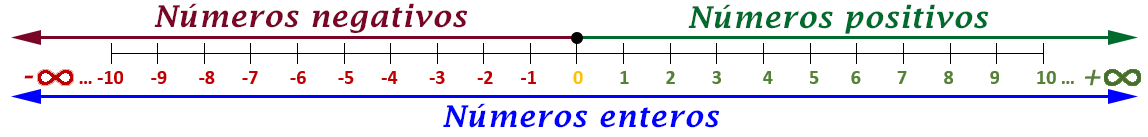 Números negativos Números positivos
-∞ ... -10 -9 -8 -7 -6 -5 -4 -3 -2 -1 0 1 2 3 4 5 6 7 8 9 10 ... +∞
Números enteros